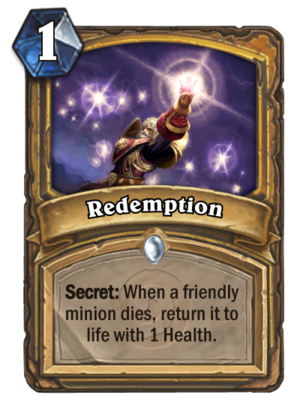 1
Redemption
Secret: When a friendly
minion dies, return it to
life with 1 Health.